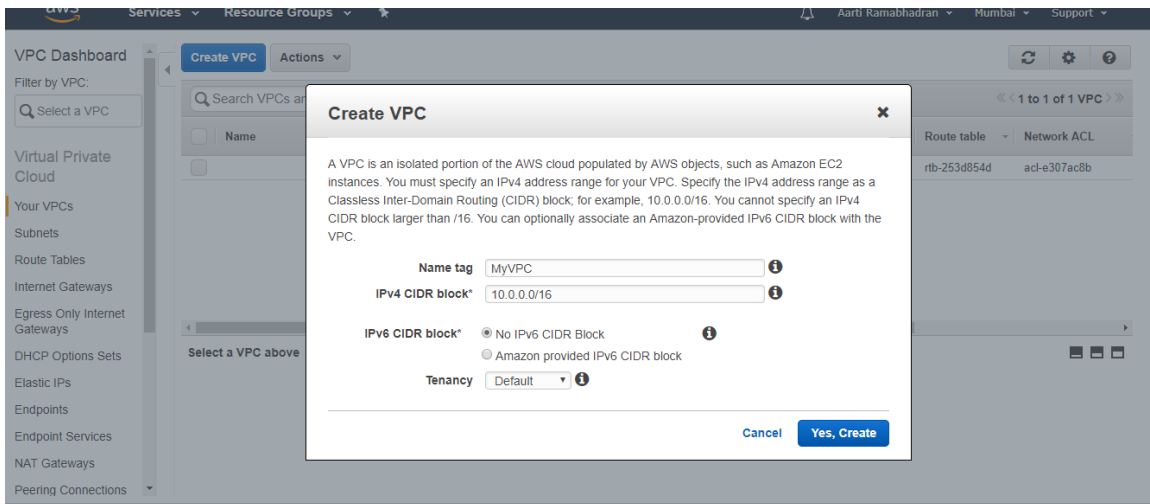 aws Services Resource Groups Aarti Ramabhadran Mumbai Support
VPC Dashboard
Filter by VPC:
Select a VPC
Virtual Private
Cloud
Your VPCs
Subnets
Route Tables
Internet Gateways
Egress Only Internet
Gateways
DHCP Options Sets
Elastic IPs
Endpoints
Endpoint Services
NAT Gateways
Peering Connections
Create VPC Actions
Search VPCs
1 to 1 of 1 VPC
Name Route table Network ACL
rtb-253d854d acl-e307ac8b
Select a VPC above
Create VPC
A VPC is an isolated portion of the AWS cloud populated by AWS objects, such as Amazon EC2
instances. You must specify an IPv4 address range for your VPC. Specify the IPv4 address range as a
Classless Inter-Domain Routing (CIDR) block; for example, 10.0.0.0/16. You cannot specify an IPv4
CIDR block larger than /16. You can optionally associate an Amazon-provided IPv6 CIDR block with the
VPC.
Name tag MyVPC
IPv4 CIDR block* 10.0.0.0/16
IPv6 CIDR block* No IPv6 CIDR Block
Amazon provided IPv6 CIDR block
Tenancy Default
Cancel Yes, Create